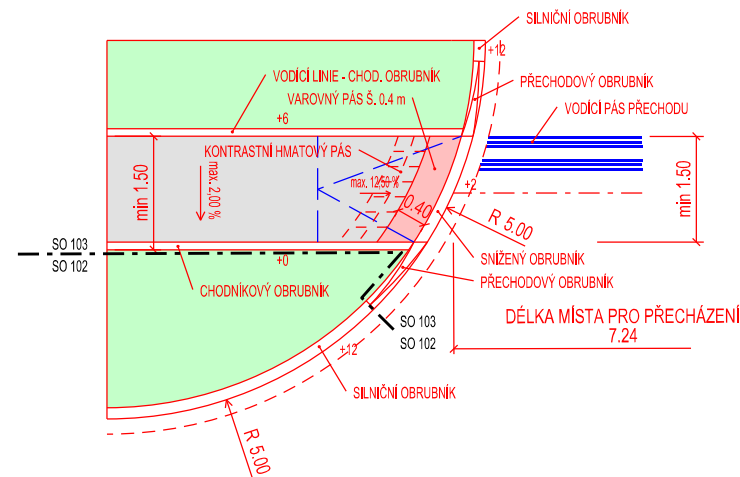 SILNIČNÍ OBRUBNÍK
+12
VODÍCÍ LINIE - CHOD. OBRUBNÍK
PŘECHODOVÝ OBRUBNÍK
VAROVNÝ PÁS Š. 0.4 m
VODÍCÍ PÁS PŘECHODU
+6
KONTRASTNÍ HMATOVÝ PÁS
min 1.50
max. 2,00 %
max. 12,50 %
+2
min 1.50
0.40
R 5.00
SO 103
SO 102
SNÍŽENÝ OBRUBNÍK
+0
PŘECHODOVÝ OBRUBNÍK
CHODNÍKOVÝ OBRUBNÍK
DÉLKA MÍSTA PRO PŘECHÁZENÍ
7.24
SO 103
SO 102
+12
SILNIČNÍ OBRUBNÍK
R 5.00